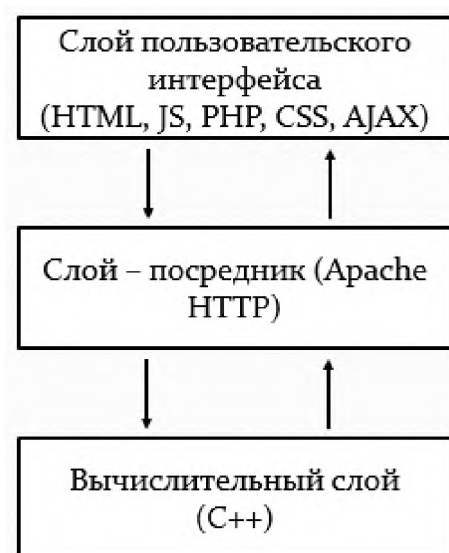 Слой пользовательского
интерфейса
(HTML, JS, PHP, CSS, AJAX)
Слой – посредник (Apache
HTTP)
Вычислительный слой
(C++)